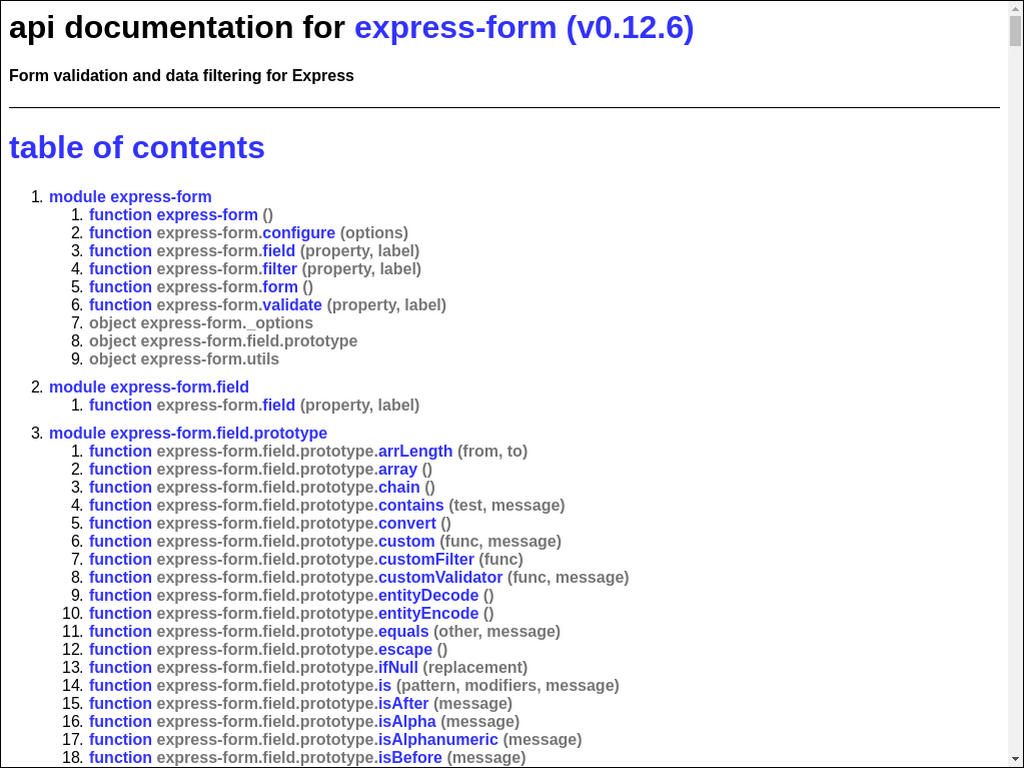 api documentation for express-form (v0.12.6)
Form validation and data filtering for Express
table of contents
1. module express-form
1. function express-form ()
2. function express-form.configure (options)
3. function express-form.field (property, label)
4. function express-form.filter (property, label)
5. function express-form.form ()
6. function express-form.validate (property, label)
7. object express-form._options
8. object express-form.field.prototype
9. object express-form.utils
2. module express-form.field
1. function express-form.field (property, label)
3. module express-form.field.prototype
1. function express-form.field.prototype.arrLength (from, to)
2. function express-form.field.prototype.array ()
3. function express-form.field.prototype.chain ()
4. function express-form.field.prototype.contains (test, message)
5. function express-form.field.prototype.convert ()
6. function express-form.field.prototype.custom (func, message)
7. function express-form.field.prototype.customFilter (func)
8. function express-form.field.prototype.customValidator (func, message)
9. function express-form.field.prototype.entityDecode ()
10. function express-form.field.prototype.entityEncode ()
11. function express-form.field.prototype.equals (other, message)
12. function express-form.field.prototype.escape ()
13. function express-form.field.prototype.ifNull (replacement)
14. function express-form.field.prototype.is (pattern, modifiers, message)
15. function express-form.field.prototype.isAfter (message)
16. function express-form.field.prototype.isAlpha (message)
17. function express-form.field.prototype.isAlphanumeric (message)
18. function express-form.field.prototype.isBefore (message)